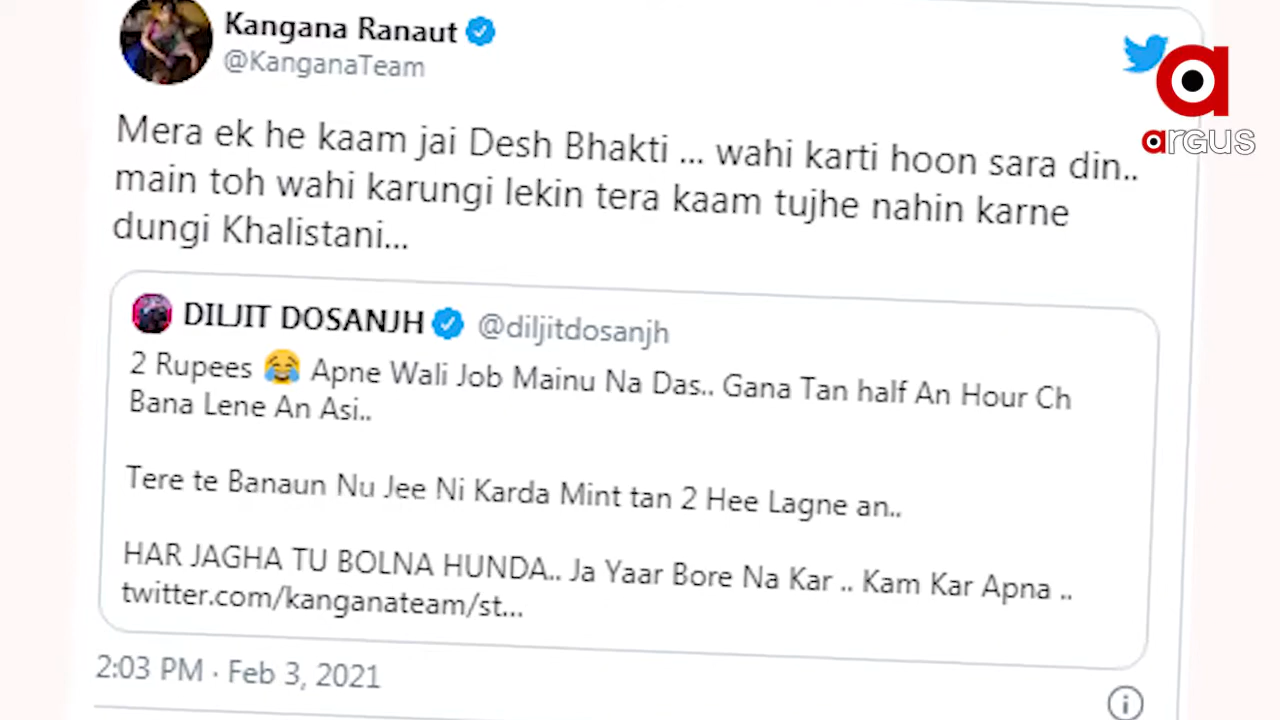 Kangana Ranaut
@KanganaTeam
argus
Mera ek he kaam jai Desh Bhakti ... wahi karti hoon sara din..
main toh wahi karungi lekin tera kaam tujhe nahin karne
dungi Khalistani...
DILJIT DOSANJH @diljitdosanjh
2 Rupees 😂 Apne Wali Job Mainu Na Das.. Gana Tan half An Hour Ch
Bana Lene An Asi..
Tere te Banaun Nu Jee Ni Karda Mint tan 2 Hee Lagne an..
HAR JAGHA TU BOLNA HUNDA.. Ja Yaar Bore Na Kar .. Kam Kar Apna ..
twitter.com/kanganateam/st...
2:03 PM · Feb 3, 2021